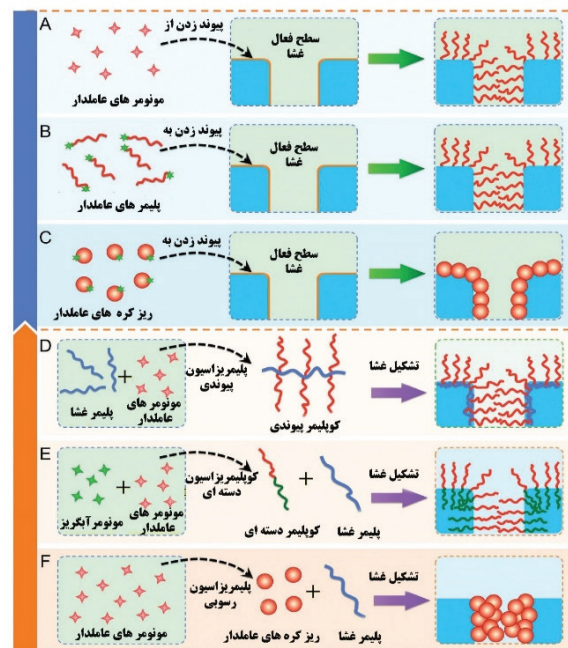 A
پیوند زدن از
مونومر های عاملدار
سطح فعال
غشا
B
پیوند زدن به
پلیمر های عاملدار
سطح فعال
غشا
C
پیوند زدن به
ریز کره های عاملدار
سطح فعال
غشا
D
پلیمر غشا
+
مونومر های
عاملدار
پلیمریزاسیون
پیوندی
کوپلیمر پیوندی
تشکیل غشا
E
مونومر آبگریز
+
مونومر های
عاملدار
کوپلیمریزاسیون
دسته ای
کوپلیمر دسته ای
+
پلیمر غشا
تشکیل غشا
F
مونومر های عاملدار
پلیمریزاسیون
رسوبی
ریز کره های عاملدار
+
پلیمر غشا
تشکیل غشا